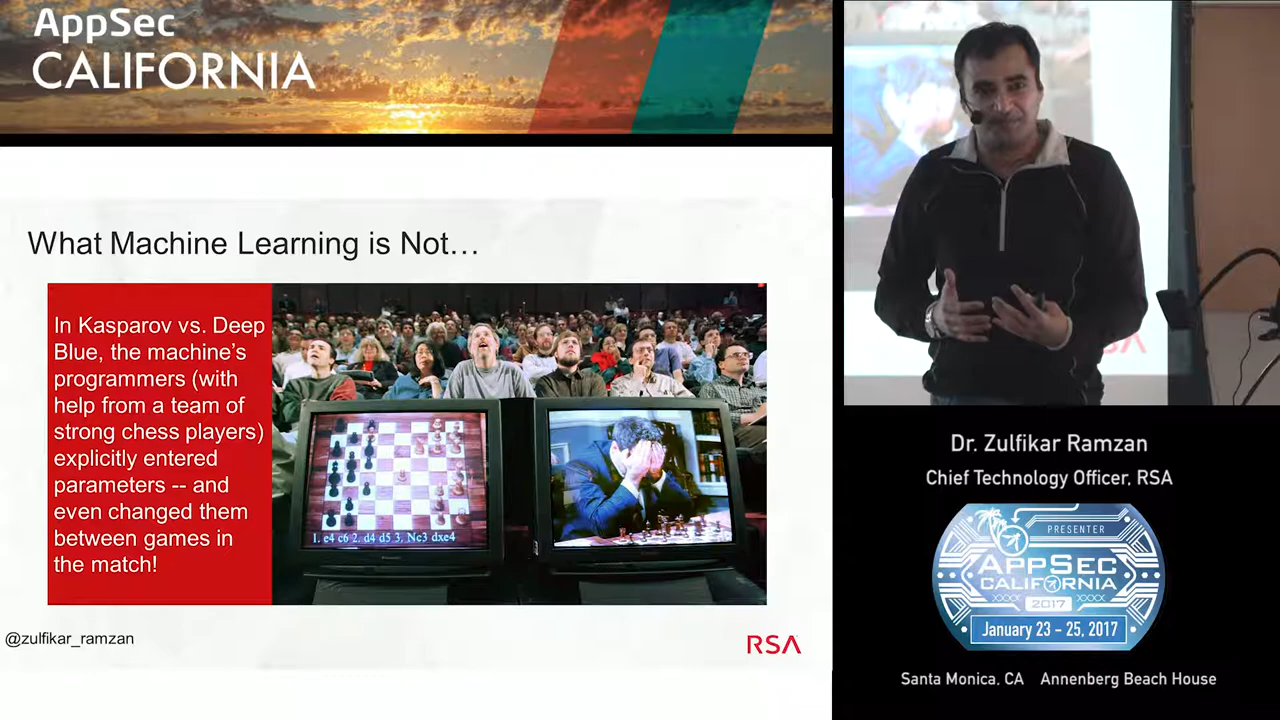 AppSec
CALIFORNIA
What Machine Learning is Not…
In Kasparov vs. Deep
Blue, the machine's
programmers (with
help from a team of
strong chess players)
explicitly entered
parameters -- and
even changed them
between games in
the match!
1. e4 c6 2. d4 d5 3. Nc3 dxe4
@zulfikar_ramzan
RSA
SA
Dr. Zulfikar Ramzan
Chief Technology Officer, RSA
PRESENTER
APPSEC
CALIFORNIA
2017
January 23 - 25, 2017
Santa Monica, CA Annenberg Beach House